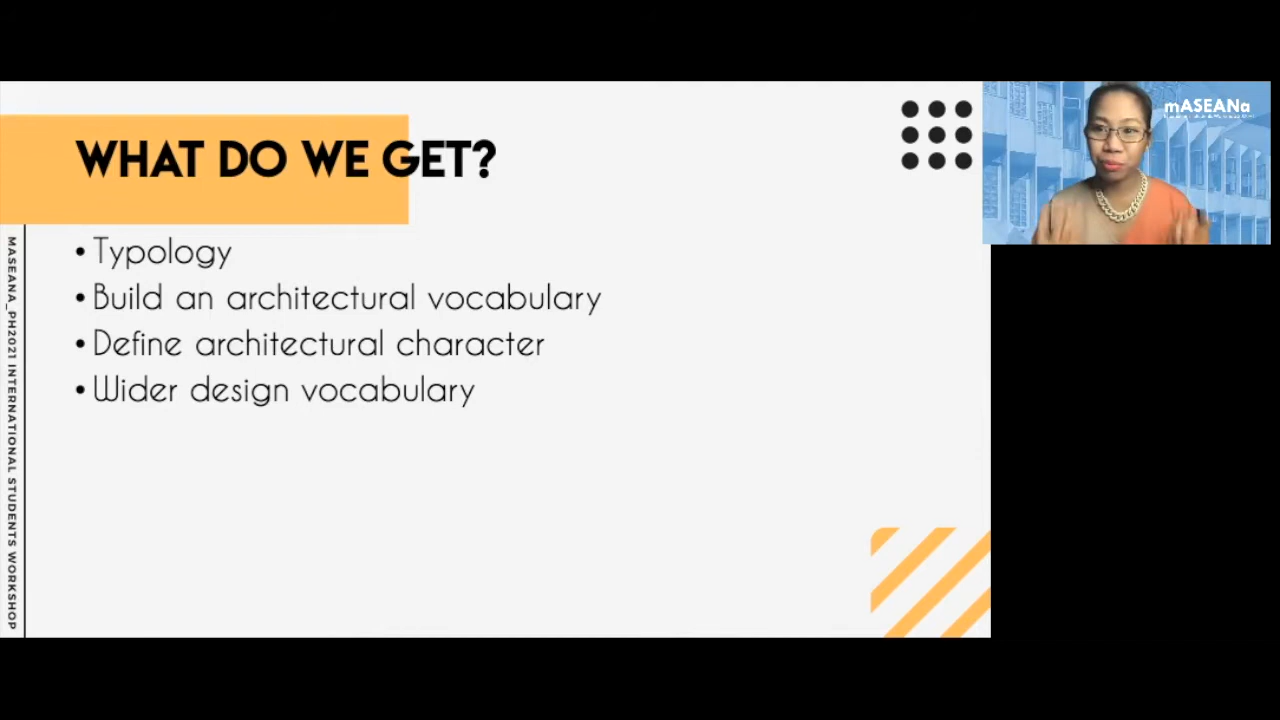 WHAT DO WE GET?
• Typology
• Build an architectural vocabulary
• Define architectural character
• Wider design vocabulary
MASEANA_PH2021 INTERNATIONAL STUDENTS WORKSHOP
mASEANa